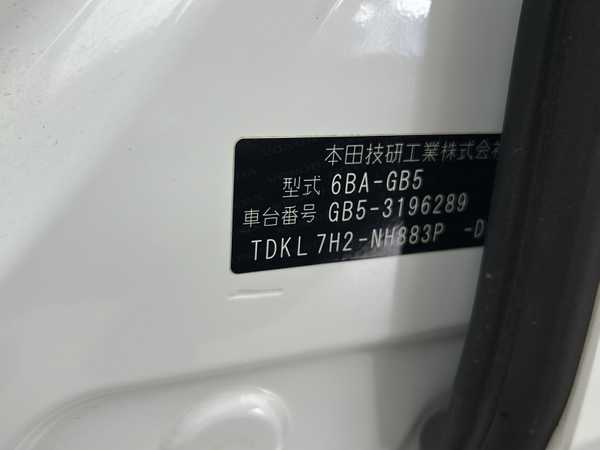 本田技研工業株式会
型式 6BA-GB5
車台番号 GB5-3196289
TDKL 7H2-NH883P -D